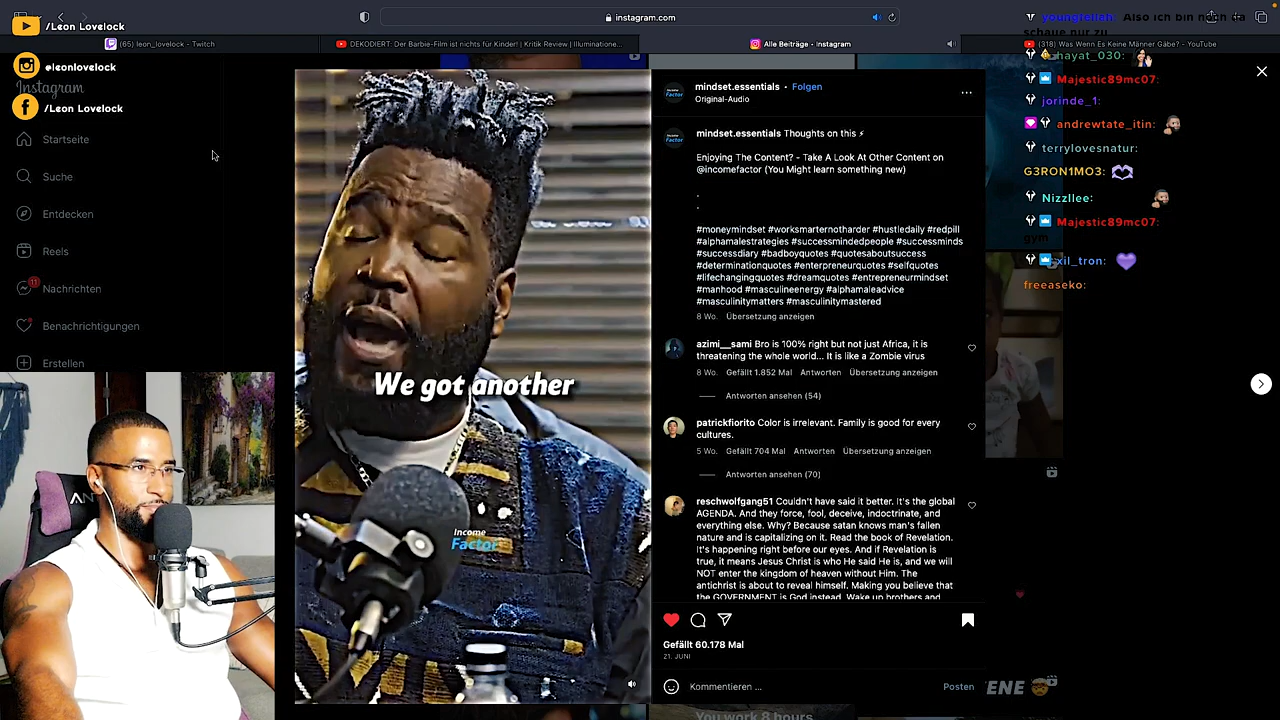 /Leon Lovelock
@leonlovelock
Instagram
/Leon Lovelock
Startseite
Suche
Entdecken
Reels
11
Nachrichten
Benachrichtigungen
Erstellen
instagram.com
(65) leon_lovelock - Twitch
DEKODIERT: Der Barbie-Film ist nichts für Kinder! | Kritik Review | Illuminatione...
Alle Beiträge - Instagram
(318) Was Wenn Es Keine Männer Gäbe? - YouTube
We got another
Income
Factor
mindset.essentials • Folgen
Original-Audio
mindset.essentials Thoughts on this ⚡
Enjoying The Content? - Take A Look At Other Content on
@incomefactor (You Might learn something new)
.
.
#moneymindset #worksmarternotharder #hustledaily #redpill
#alphamalestrategies #successmindedpeople #successminds
#successdiary #badboyquotes #quotesaboutsuccess
#determinationquotes #enterpreneurquotes #selfquotes
#lifechangingquotes #dreamquotes #entrepreneurmindset
#manhood #masculineenergy #alphamaleadvice
#masculinitymatters #masculinitymastered
8 Wo. Übersetzung anzeigen
azimi__sami Bro is 100% right but not just Africa, it is
threatening the whole world... It is like a Zombie virus
8 Wo. Gefällt 1.852 Mal Antworten Übersetzung anzeigen
Antworten ansehen (54)
patrickfiorito Color is irrelevant. Family is good for every
cultures.
5 Wo. Gefällt 704 Mal Antworten Übersetzung anzeigen
Antworten ansehen (70)
reschwolfgang51 Couldn't have said it better. It's the global
AGENDA. And they force, fool, deceive, indoctrinate, and
everything else. Why? Because satan knows man's fallen
nature and is capitalizing on it. Read the book of Revelation.
It's happening right before our eyes. And if Revelation is
true, it means Jesus Christ is who He said He is, and we will
NOT enter the kingdom of heaven without Him. The
antichrist is about to reveal himself. Making you believe that
the GOVERNMENT is God instead. Wake up brothers and
Gefällt 60.178 Mal
21. JUNI
Kommentieren ...
Posten
Also ich bin noch da
schaue nur zu
hayat_030:
Majestic89mc07:
jorinde_1:
andrewtate_itin:
terrylovesnatur:
G3RON1MO3:
Nizzllee:
Majestic89mc07:
gym
xil_tron:
freeaseko:
You work 8 hours